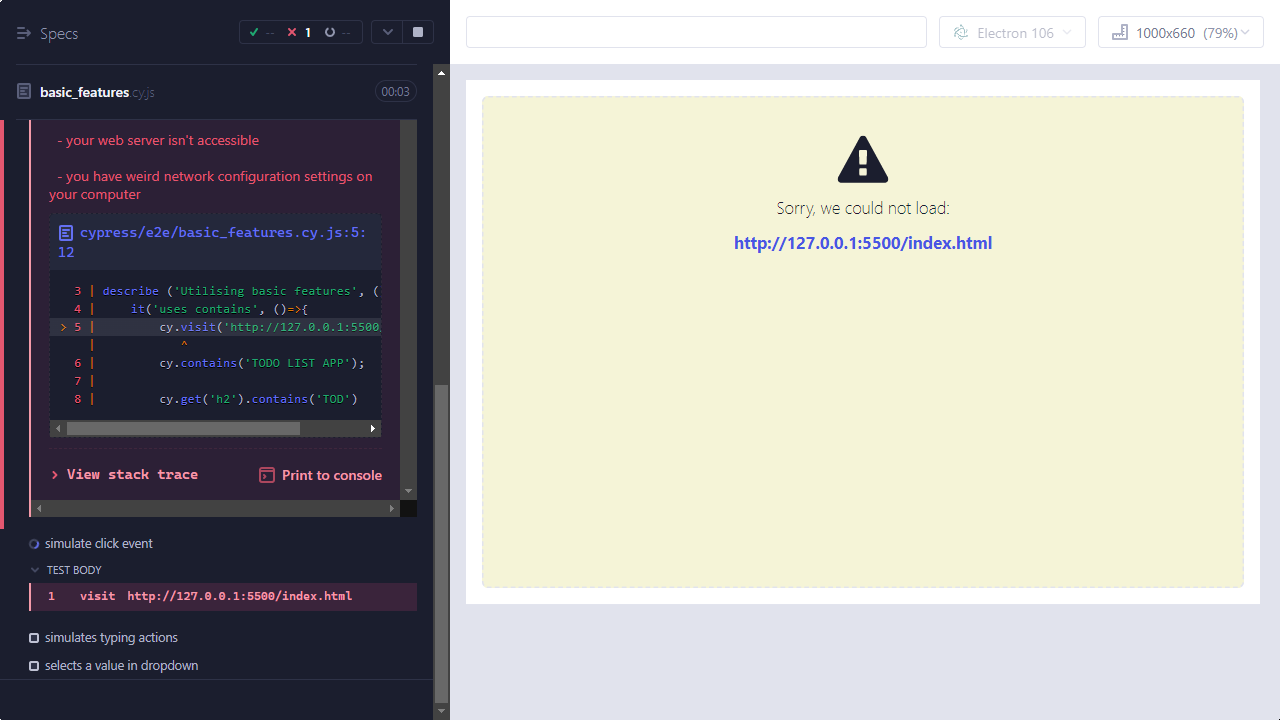 Specs
-- 1 --
basic_features.cy.js
00:03
- your web server isn't accessible
- you have weird network configuration settings on
your computer
cypress/e2e/basic_features.cy.js:5:
12
3 | describe ('Utilising basic features', (
4 |     it('uses contains', ()=>{
> 5 |         cy.visit('http://127.0.0.1:5500
|            ^
6 |         cy.contains('TODO LIST APP');
7 |
8 |         cy.get('h2').contains('TOD')
> View stack trace
Print to console
simulate click event
TEST BODY
1 visit http://127.0.0.1:5500/index.html
simulates typing actions
selects a value in dropdown
Electron 106
1000x660 (79%)
Sorry, we could not load:
http://127.0.0.1:5500/index.html